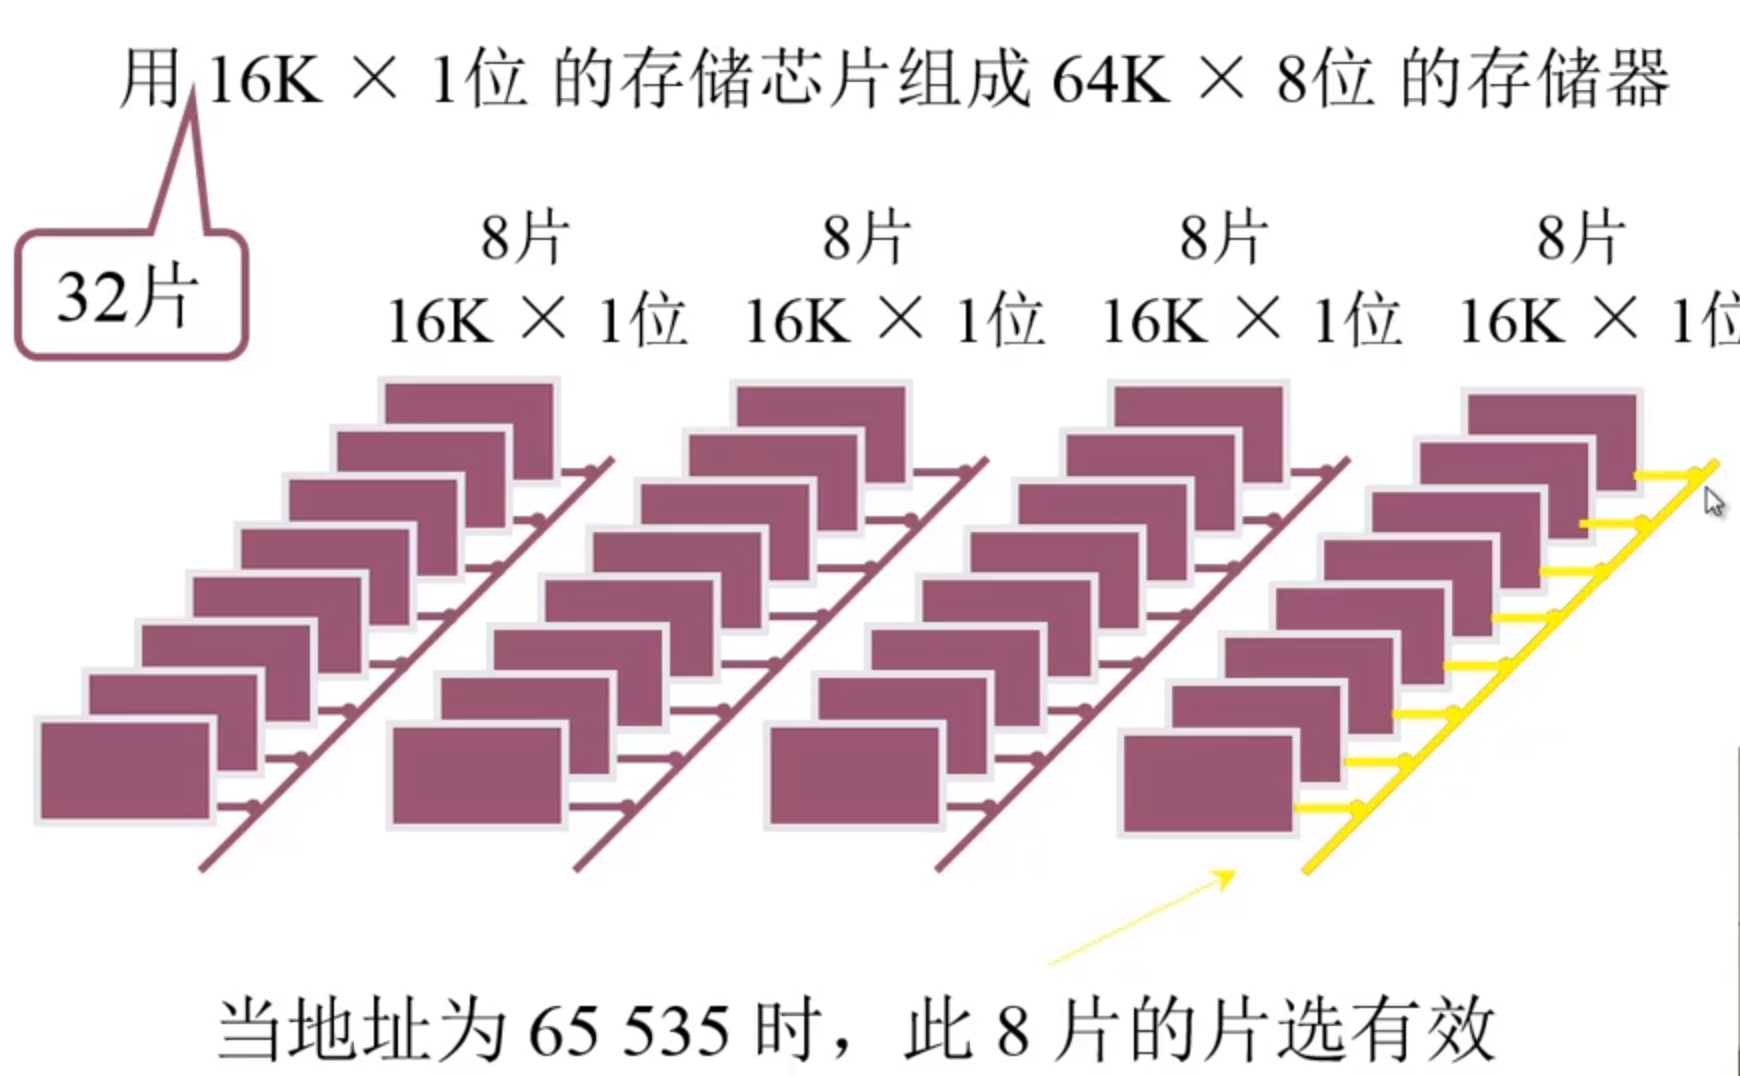 用 16K × 1位 的存储芯片组成 64K × 8位 的存储器
32片
8片 8片 8片 8片
16K × 1位 16K × 1位 16K × 1位 16K × 1位
当地址为 65 535 时，此 8 片的片选有效